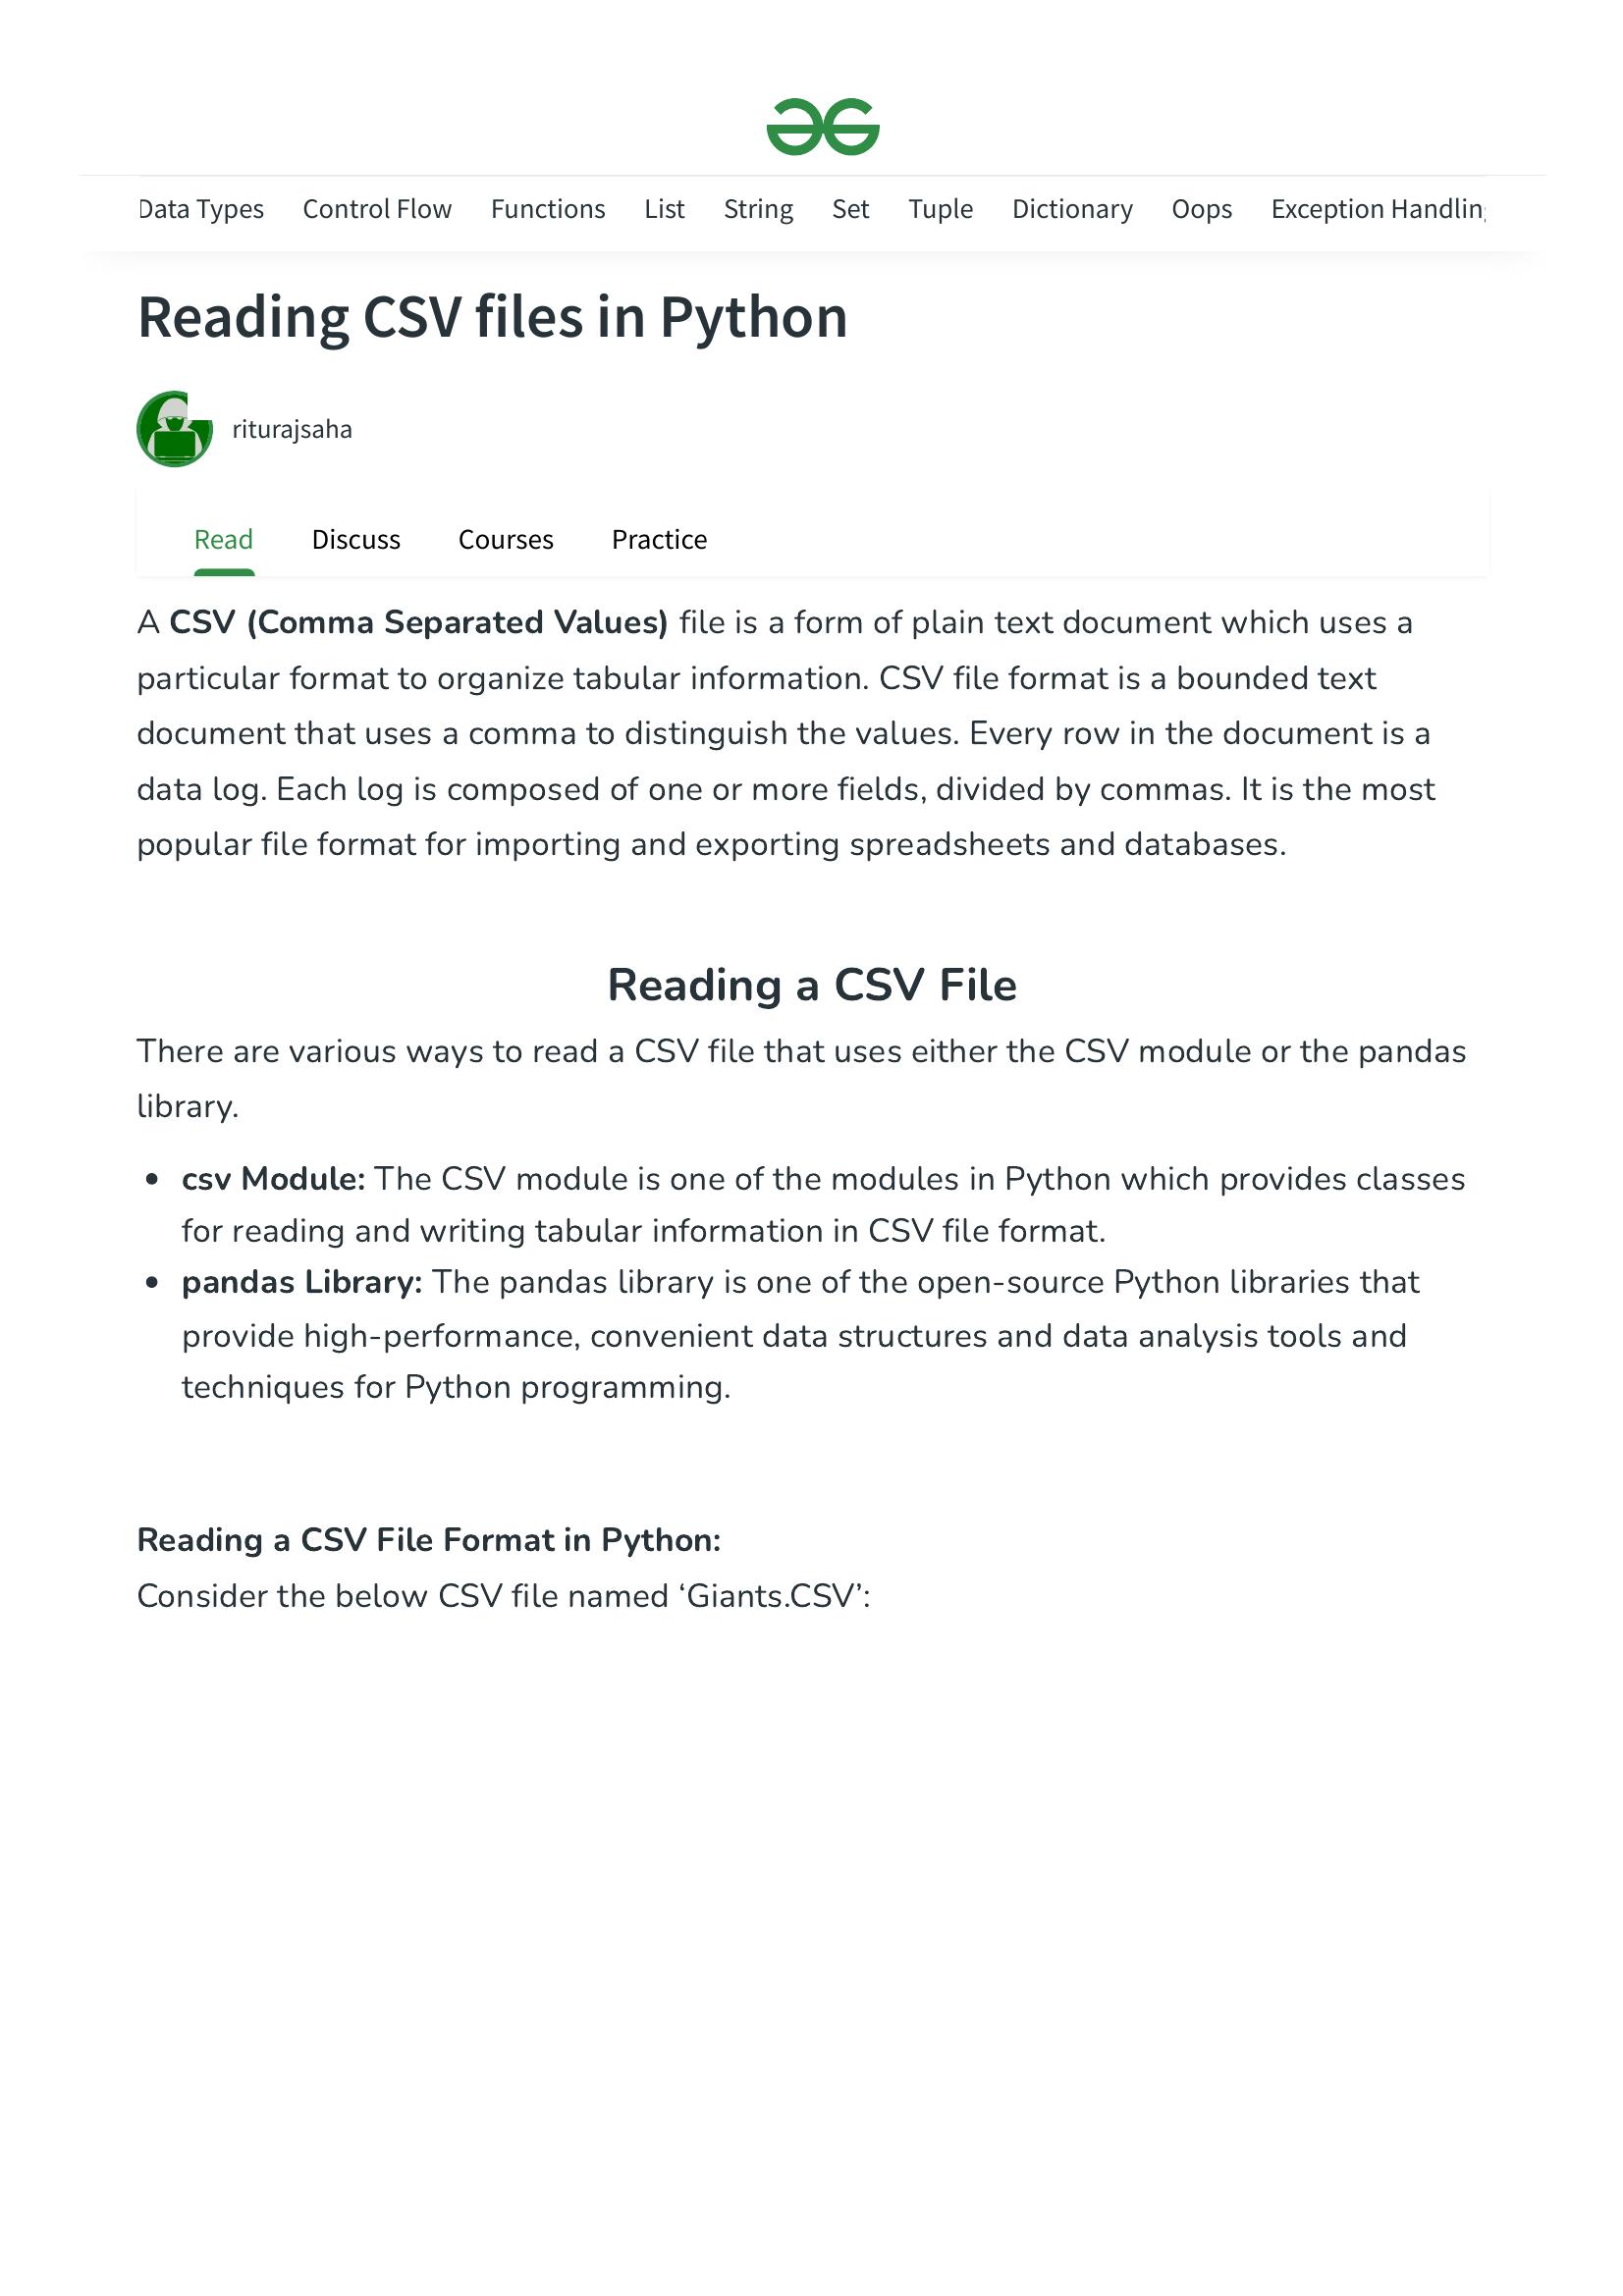 Data Types Control Flow Functions List String Set Tuple Dictionary Oops Exception Handling
Reading CSV files in Python
riturajsaha
Read Discuss Courses Practice
A CSV (Comma Separated Values) file is a form of plain text document which uses a
particular format to organize tabular information. CSV file format is a bounded text
document that uses a comma to distinguish the values. Every row in the document is a
data log. Each log is composed of one or more fields, divided by commas. It is the most
popular file format for importing and exporting spreadsheets and databases.
Reading a CSV File
There are various ways to read a CSV file that uses either the CSV module or the pandas
library.
• csv Module: The CSV module is one of the modules in Python which provides classes
for reading and writing tabular information in CSV file format.
• pandas Library: The pandas library is one of the open-source Python libraries that
provide high-performance, convenient data structures and data analysis tools and
techniques for Python programming.
Reading a CSV File Format in Python:
Consider the below CSV file named ‘Giants.CSV’: